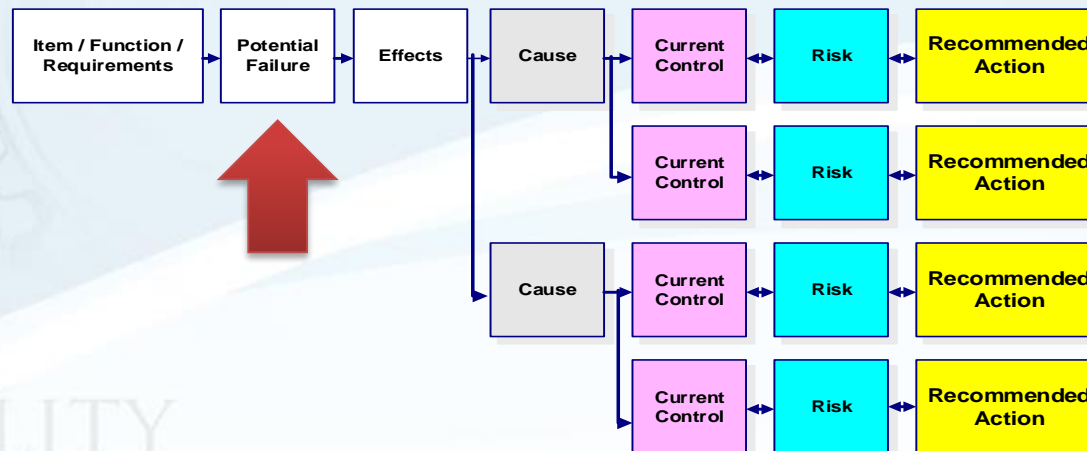 Item / Function /
Requirements
Potential
Failure
Effects
Cause
Current
Control
Risk
Recommended
Action
Current
Control
Risk
Recommended
Action
Cause
Current
Control
Risk
Recommended
Action
Current
Control
Risk
Recommended
Action
LITY